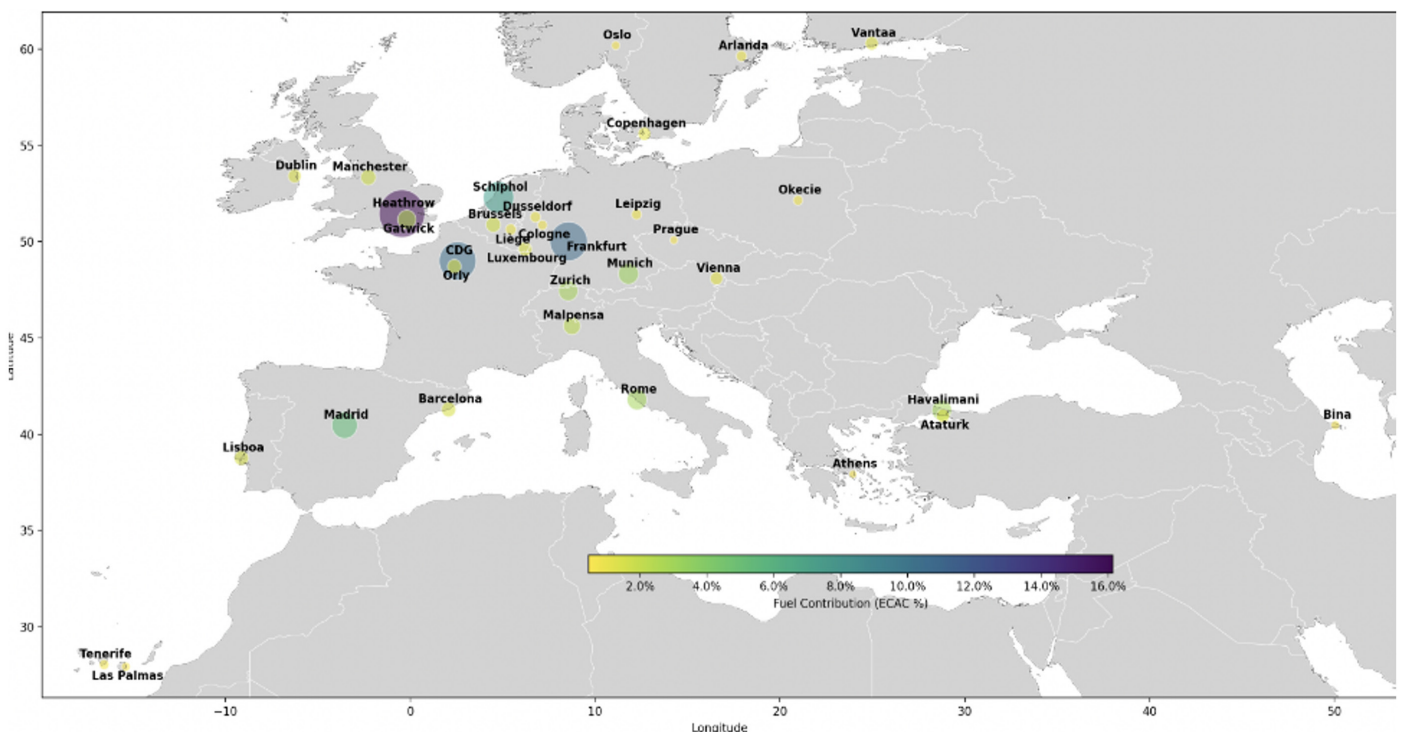 60
55
50
45
40
35
30
Latitude
Oslo
Arlanda
Vantaa
Copenhagen
Dublin
Manchester
Schiphol
Heathrow
Gatwick
Brussels
Dusseldorf
Cologne
Liège
Luxembourg
Frankfurt
Leipzig
Okecie
Prague
CDG
Orly
Munich
Vienna
Zurich
Malpensa
Rome
Barcelona
Madrid
Lisboa
Havalimani
Ataturk
Athens
Bina
Tenerife
Las Palmas
2.0% 4.0% 6.0% 8.0% 10.0% 12.0% 14.0% 16.0%
Fuel Contribution (ECAC %)
−10 0 10 20 30 40 50
Longitude